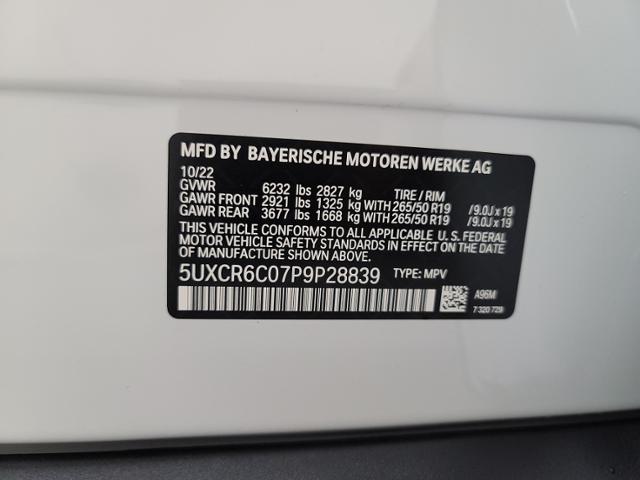 MFD BY BAYERISCHE MOTOREN WERKE AG
10/22
GVWR 6232 lbs 2827 kg TIRE / RIM
GAWR FRONT 2921 lbs 1325 kg WITH 265/50 R19 /9.0J x 19
GAWR REAR 3677 lbs 1668 kg WITH 265/50 R19 /9.0J x 19
THIS VEHICLE CONFORMS TO ALL APPLICABLE U. S. FEDERAL
MOTOR VEHICLE SAFETY STANDARDS IN EFFECT ON THE DATE
OF MANUFACTURE SHOWN ABOVE.
5UXCR6C07P9P28839 TYPE: MPV
A96M
7 320 729